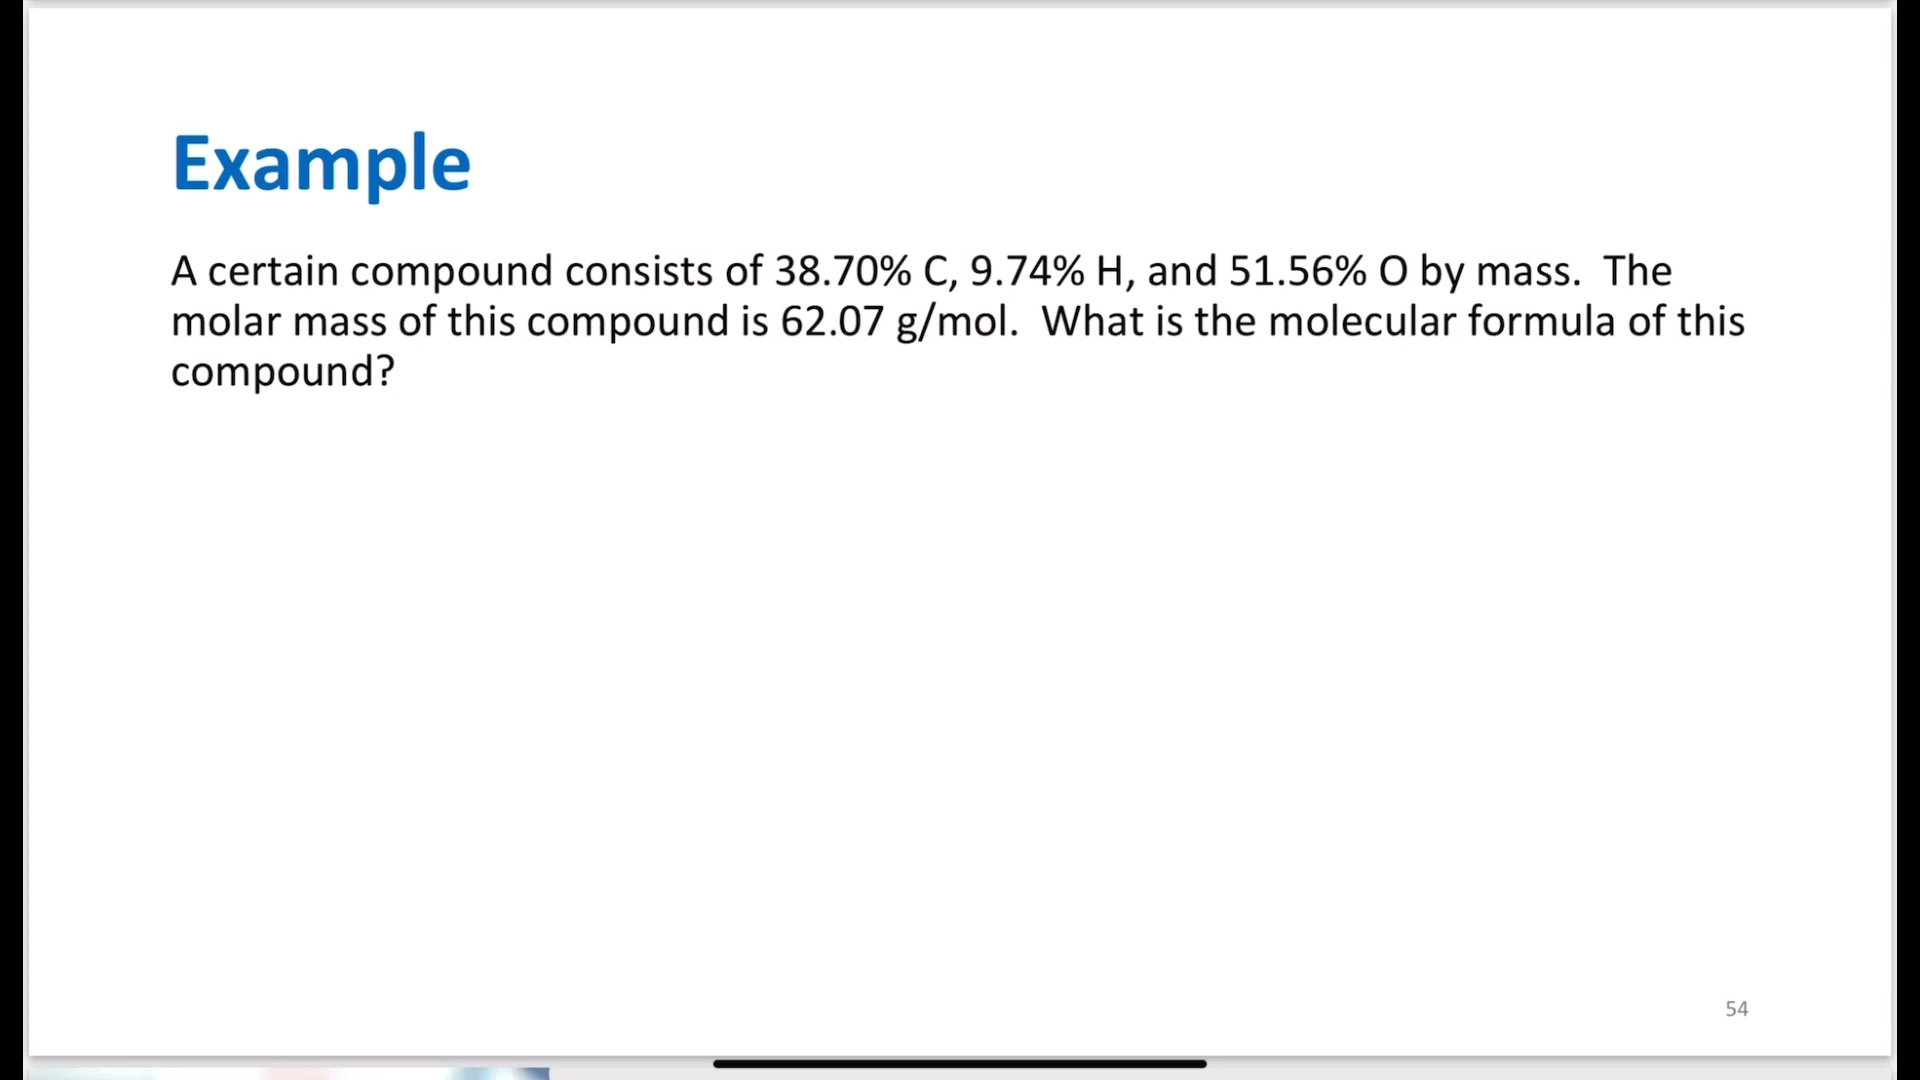 Example
A certain compound consists of 38.70% C, 9.74% H, and 51.56% O by mass.  The
molar mass of this compound is 62.07 g/mol.  What is the molecular formula of this
compound?
54